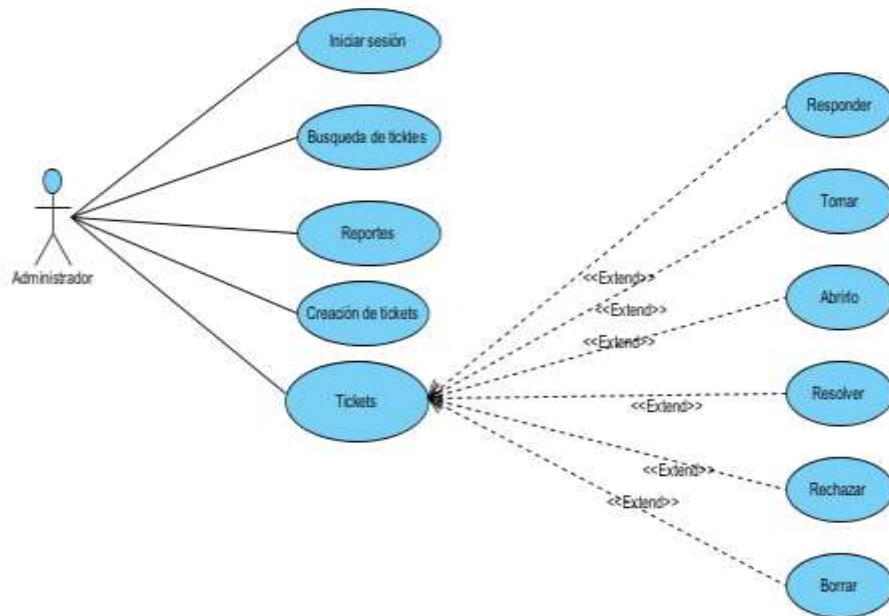 Iniciar sesión
Busqueda de ticktes
Reportes
Creación de tickets
Tickets
Administrador
Responder
Tomar
Abrirlo
Resolver
Rechazar
Borrar
<<Extend>>
<<Extend>>
<<Extend>>
<<Extend>>
<<Extend>>
<<Extend>>